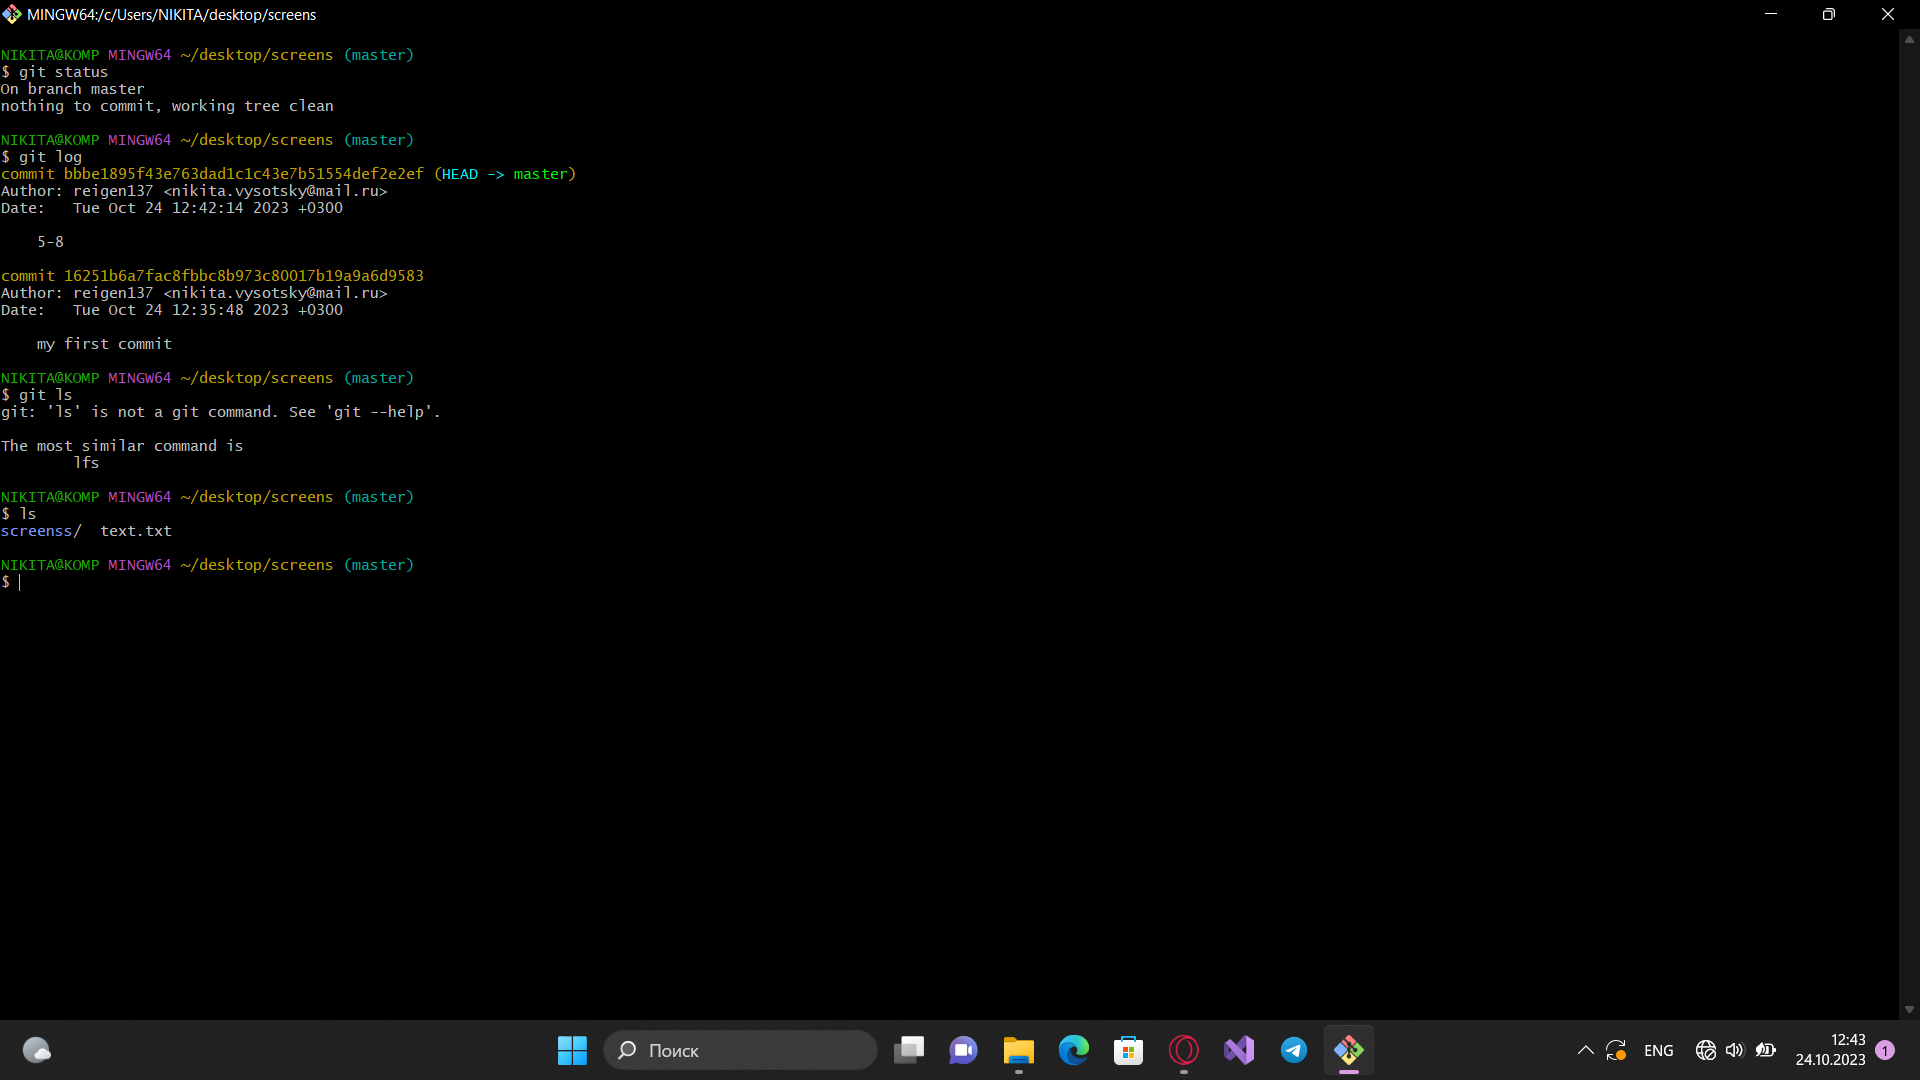 MINGW64:/c/Users/NIKITA/desktop/screens
NIKITA@KOMP MINGW64 ~/desktop/screens (master)
$ git status
On branch master
nothing to commit, working tree clean
NIKITA@KOMP MINGW64 ~/desktop/screens (master)
$ git log
commit bbbe1895f43e763dad1c1c43e7b51554def2e2ef (HEAD -> master)
Author: reigen137 <nikita.vysotsky@mail.ru>
Date:   Tue Oct 24 12:42:14 2023 +0300
    5-8
commit 16251b6a7fac8fbbc8b973c80017b19a9a6d9583
Author: reigen137 <nikita.vysotsky@mail.ru>
Date:   Tue Oct 24 12:35:48 2023 +0300
    my first commit
NIKITA@KOMP MINGW64 ~/desktop/screens (master)
$ git ls
git: 'ls' is not a git command. See 'git --help'.
The most similar command is
        lfs
NIKITA@KOMP MINGW64 ~/desktop/screens (master)
$ ls
screenss/  text.txt
NIKITA@KOMP MINGW64 ~/desktop/screens (master)
$
Поиск
ENG
12:43
24.10.2023
1